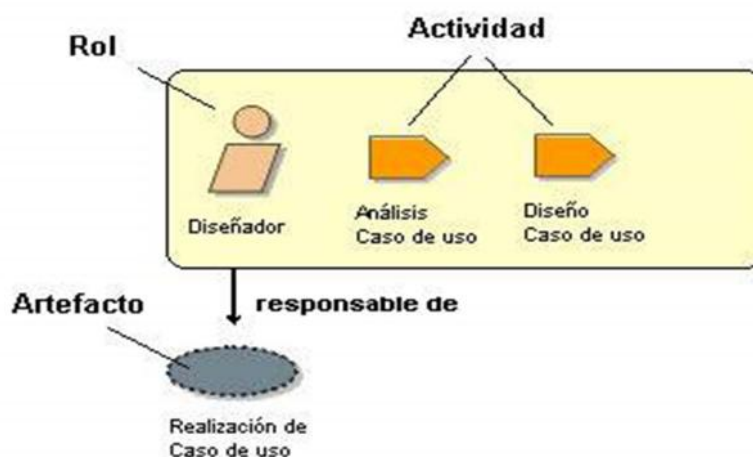 Rol
Actividad
Diseñador
Análisis
Caso de uso
Diseño
Caso de uso
Artefacto
responsable de
Realización de
Caso de uso